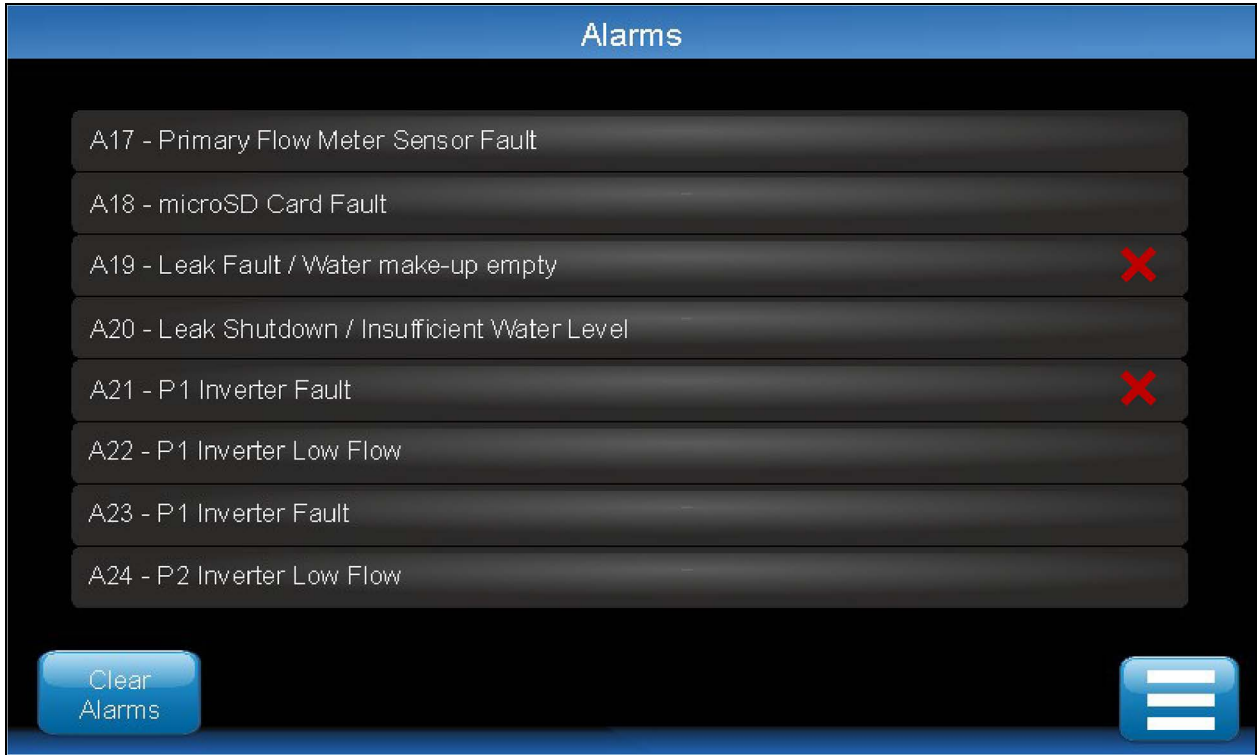 Alarms
A17 - Primary Flow Meter Sensor Fault
A18 - microSD Card Fault
A19 - Leak Fault / Water make-up empty
A20 - Leak Shutdown / Insufficient Water Level
A21 - P1 Inverter Fault
A22 - P1 Inverter Low Flow
A23 - P1 Inverter Fault
A24 - P2 Inverter Low Flow
Clear
Alarms